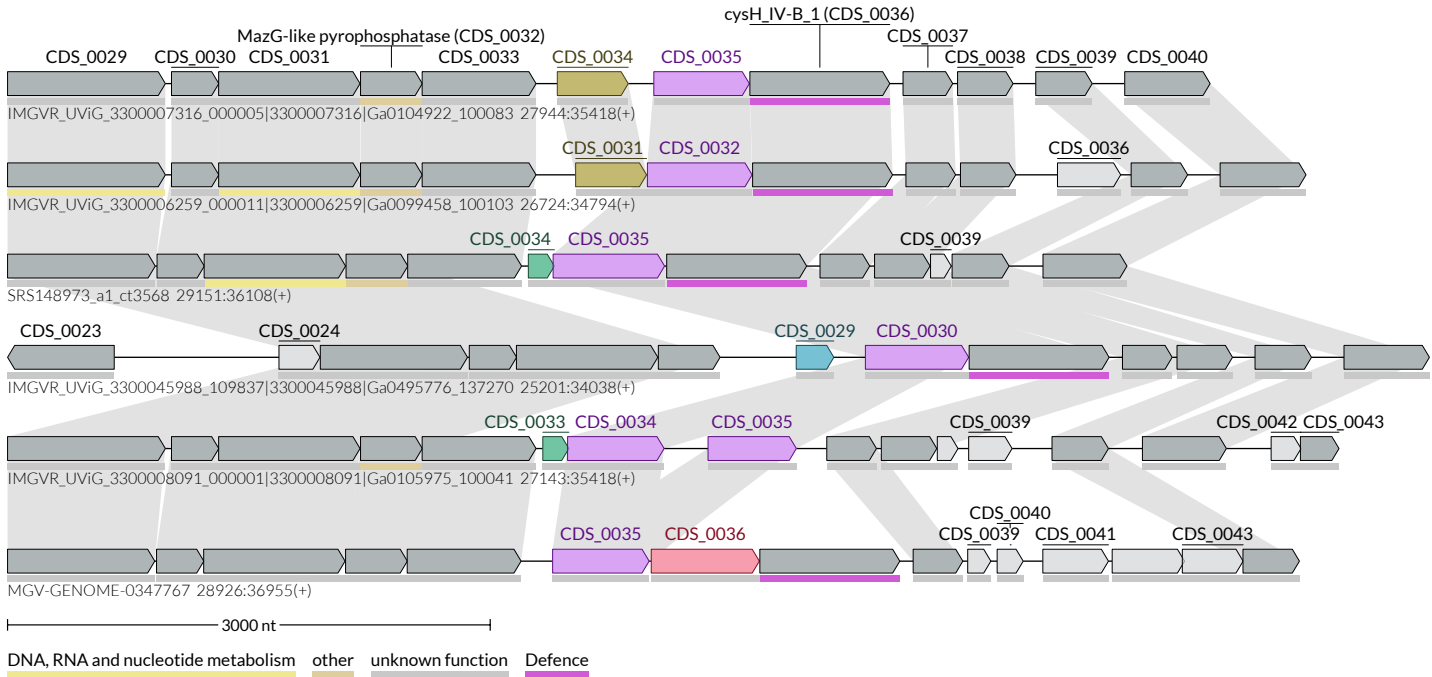 cysH_IV-B_1 (CDS_0036)
MazG-like pyrophosphatase (CDS_0032) CDS_0037
CDS_0029 CDS_0030 CDS_0031 CDS_0033 CDS_0034 CDS_0035 CDS_0038 CDS_0039 CDS_0040
IMGVR_UViG_3300007316_000005|3300007316|Ga0104922_100083 27944:35418(+)
CDS_0031 CDS_0032 CDS_0036
IMGVR_UViG_3300006259_000011|3300006259|Ga0099458_100103 26724:34794(+)
CDS_0034 CDS_0035 CDS_0039
SRS148973_a1_ct3568 29151:36108(+)
CDS_0023 CDS_0024 CDS_0029 CDS_0030
IMGVR_UViG_3300045988_109837|3300045988|Ga0495776_137270 25201:34038(+)
CDS_0033 CDS_0034 CDS_0035 CDS_0039 CDS_0042 CDS_0043
IMGVR_UViG_3300008091_000001|3300008091|Ga0105975_100041 27143:35418(+)
CDS_0040
CDS_0035 CDS_0036 CDS_0039 CDS_0041 CDS_0043
MGV-GENOME-0347767 28926:36955(+)
3000 nt
DNA, RNA and nucleotide metabolism other unknown function Defence